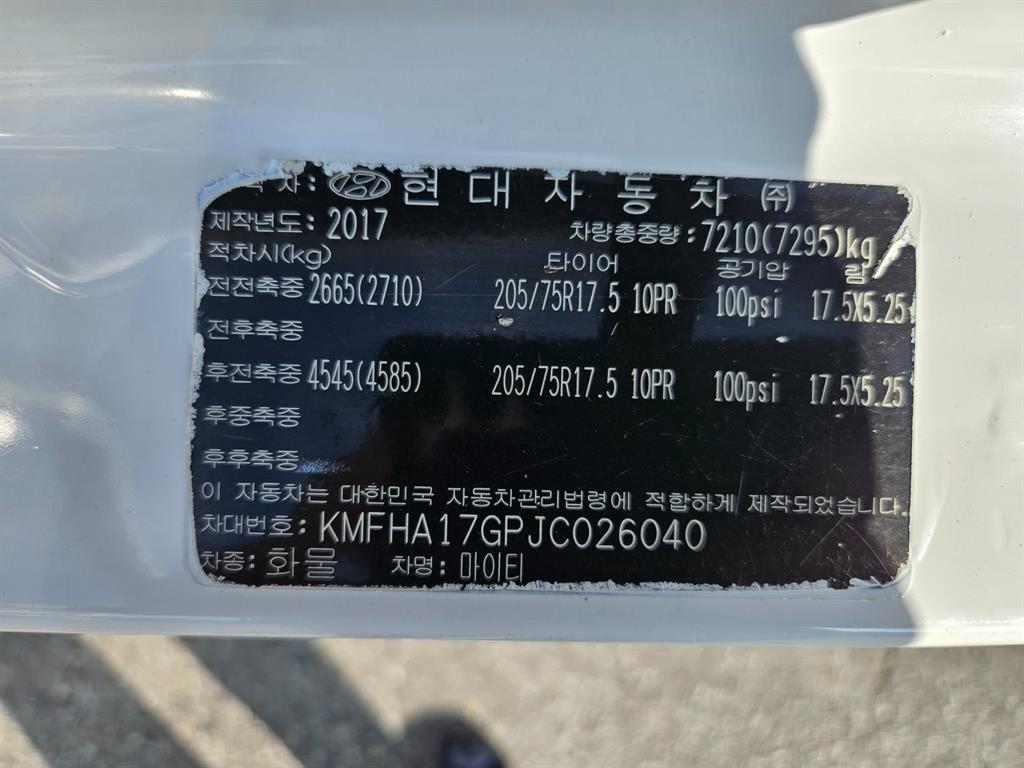 차: 현대자동차 ㈜
제작년도: 2017 차량총중량: 7210(7295)kg
적차시(kg) 타이어 공기압 림
전전축중 2665(2710) 205/75R17.5 10PR 100psi 17.5X5.25
전후축중
후전축중 4545(4585) 205/75R17.5 10PR 100psi 17.5X5.25
후중축중
후후축중
이 자동차는 대한민국 자동차관리법령에 적합하게 제작되었습니다.
차대번호: KMFHA17GPJC026040
차종: 화물 차명: 마이티